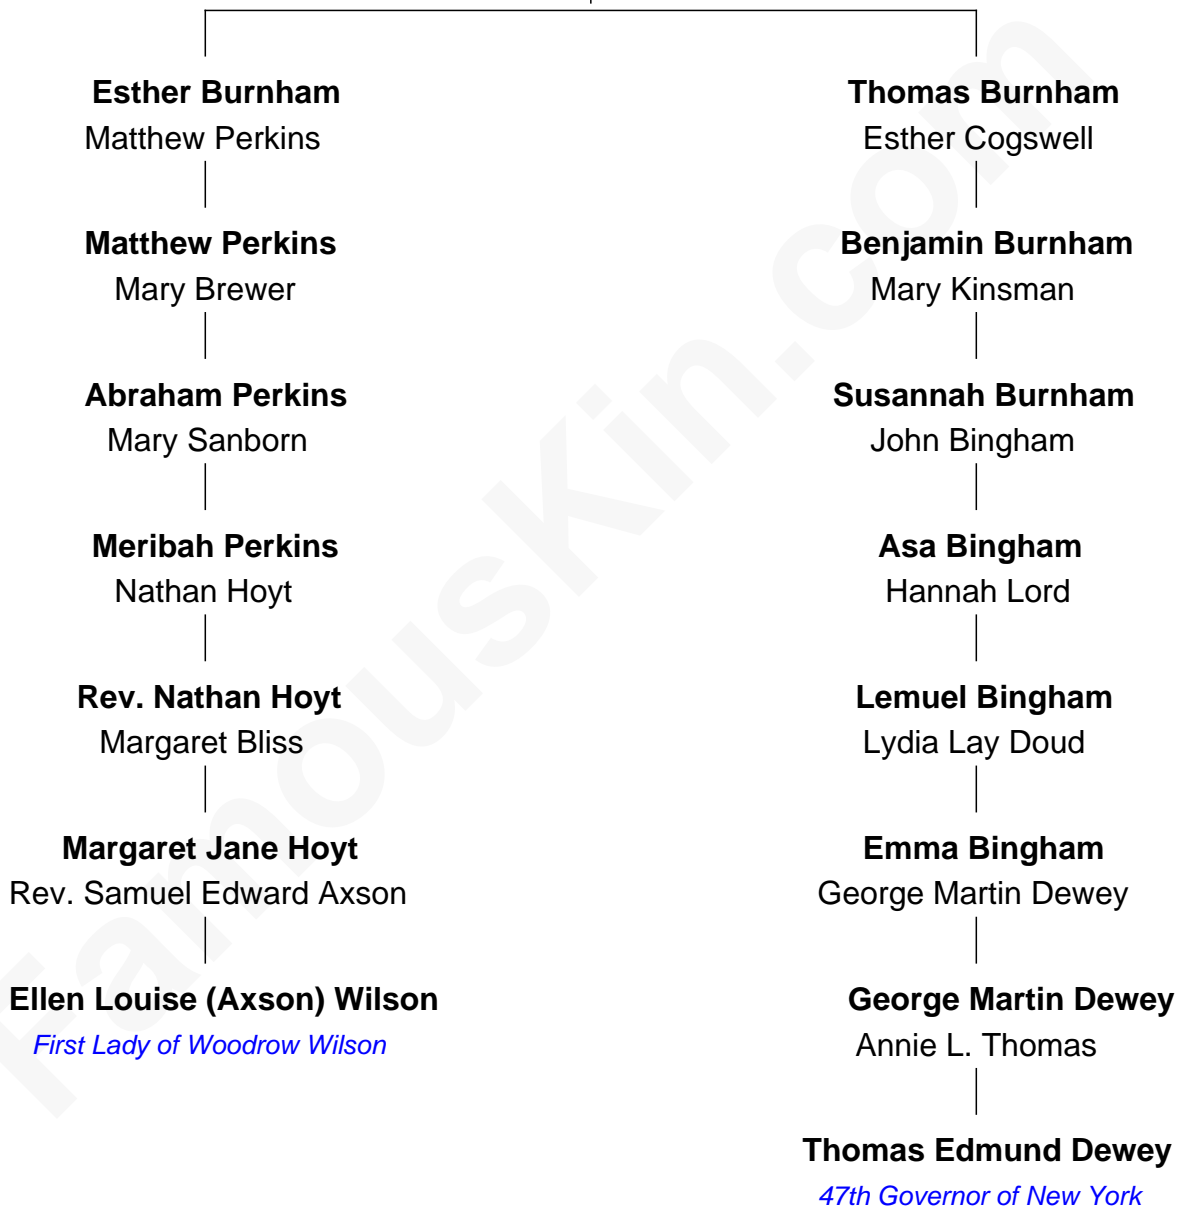 Esther Burnham
Matthew Perkins
Matthew Perkins
Mary Brewer
Abraham Perkins
Mary Sanborn
Meribah Perkins
Nathan Hoyt
Rev. Nathan Hoyt
Margaret Bliss
Margaret Jane Hoyt
Rev. Samuel Edward Axson
Ellen Louise (Axson) Wilson
First Lady of Woodrow Wilson
Thomas Burnham
Esther Cogswell
Benjamin Burnham
Mary Kinsman
Susannah Burnham
John Bingham
Asa Bingham
Hannah Lord
Lemuel Bingham
Lydia Lay Doud
Emma Bingham
George Martin Dewey
George Martin Dewey
Annie L. Thomas
Thomas Edmund Dewey
47th Governor of New York
FamousKin.com